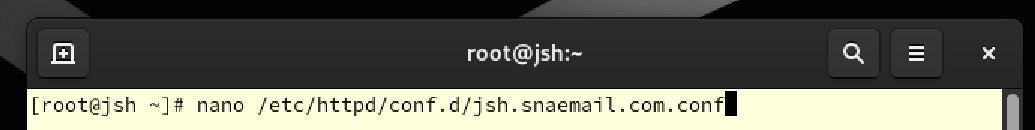 root@jsh:~
[root@jsh ~]# nano /etc/httpd/conf.d/jsh.snaemail.com.conf